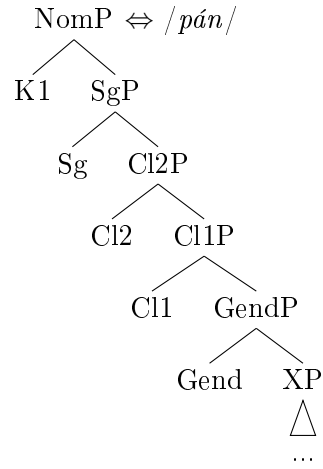 NomP ⇔ /pán/
K1 SgP
Sg Cl2P
Cl2 Cl1P
Cl1 GendP
Gend XP
...